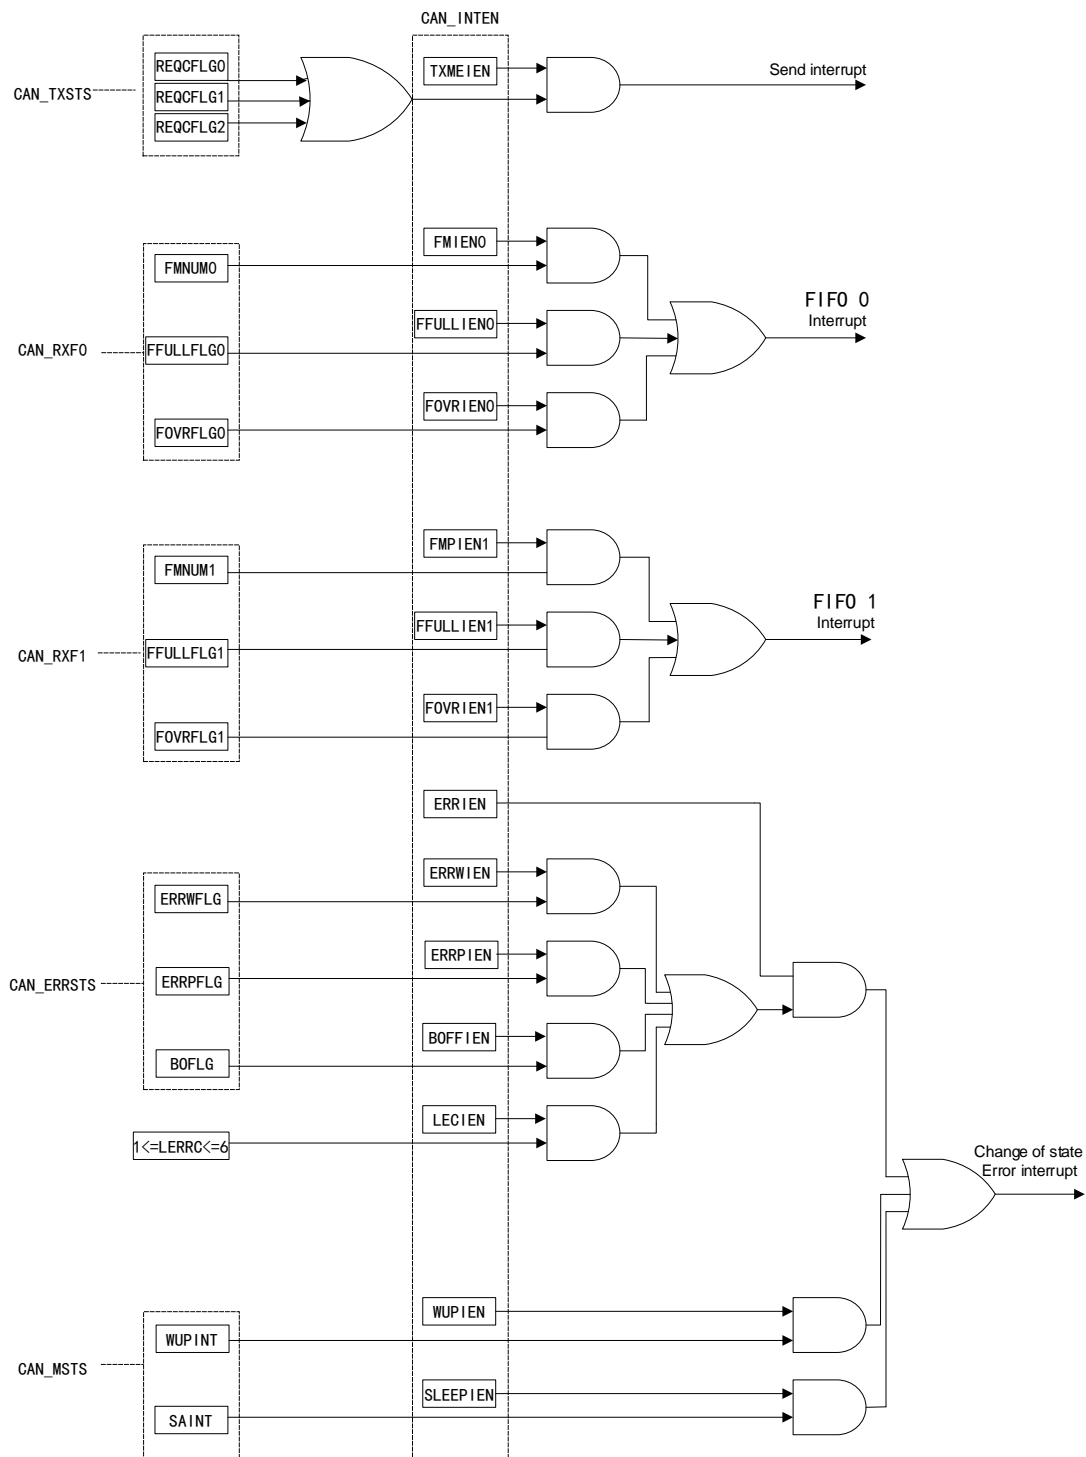 CAN_INTEN
CAN_TXSTS
REQCFLG0
REQCFLG1
REQCFLG2
TXMEIEN
Send interrupt
CAN_RXF0
FMNUM0
FFULLFLG0
FOVRFLG0
FMIEN0
FFULLIEN0
FOVRIEN0
FIFO 0
Interrupt
CAN_RXF1
FMNUM1
FFULLFLG1
FOVRFLG1
FMPIEN1
FFULLIEN1
FOVRIEN1
FIFO 1
Interrupt
ERRIEN
CAN_ERRSTS
ERRWFLG
ERRPFLG
BOFLG
1<=LERRC<=6
ERRWIEN
ERRPIEN
BOFFIEN
LECIEN
Change of state
Error interrupt
CAN_MSTS
WUPINT
SAINT
WUPIEN
SLEEPIEN